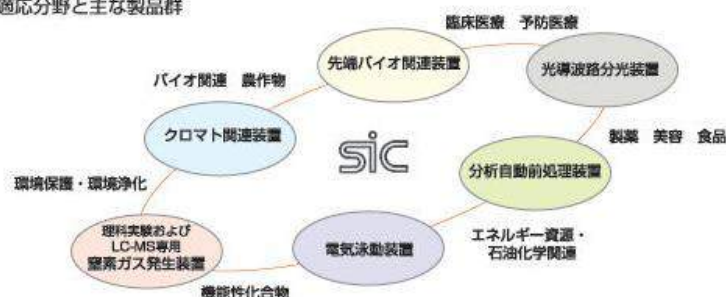 適応分野と主な製品群
臨床医療 予防医療
先端バイオ関連装置
光導波路分光装置
バイオ関連 農作物
クロマト関連装置
sic
製薬 美容 食品
分析自動前処理装置
環境保護・環境浄化
理科実験および
LC-MS専用
窒素ガス発生装置
電気泳動装置
エネルギー資源・
石油化学関連
機能性化合物